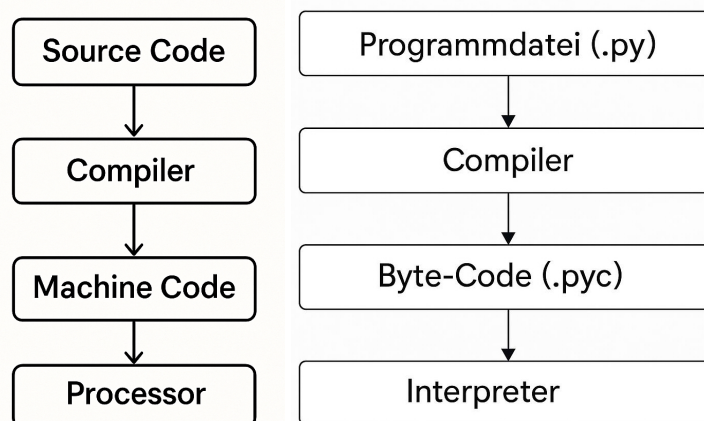 Source Code
Compiler
Machine Code
Processor
Programmdatei (.py)
Compiler
Byte-Code (.pyc)
Interpreter